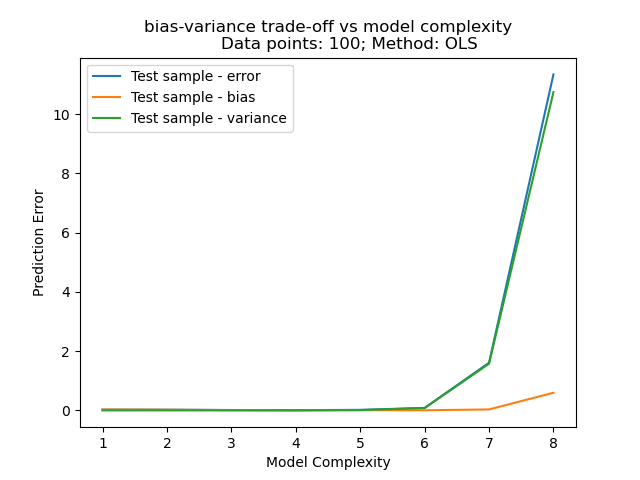 bias-variance trade-off vs model complexity
Data points: 100; Method: OLS
Test sample - error
Test sample - bias
Test sample - variance
Prediction Error
10
8
6
4
2
0
1 2 3 4 5 6 7 8
Model Complexity